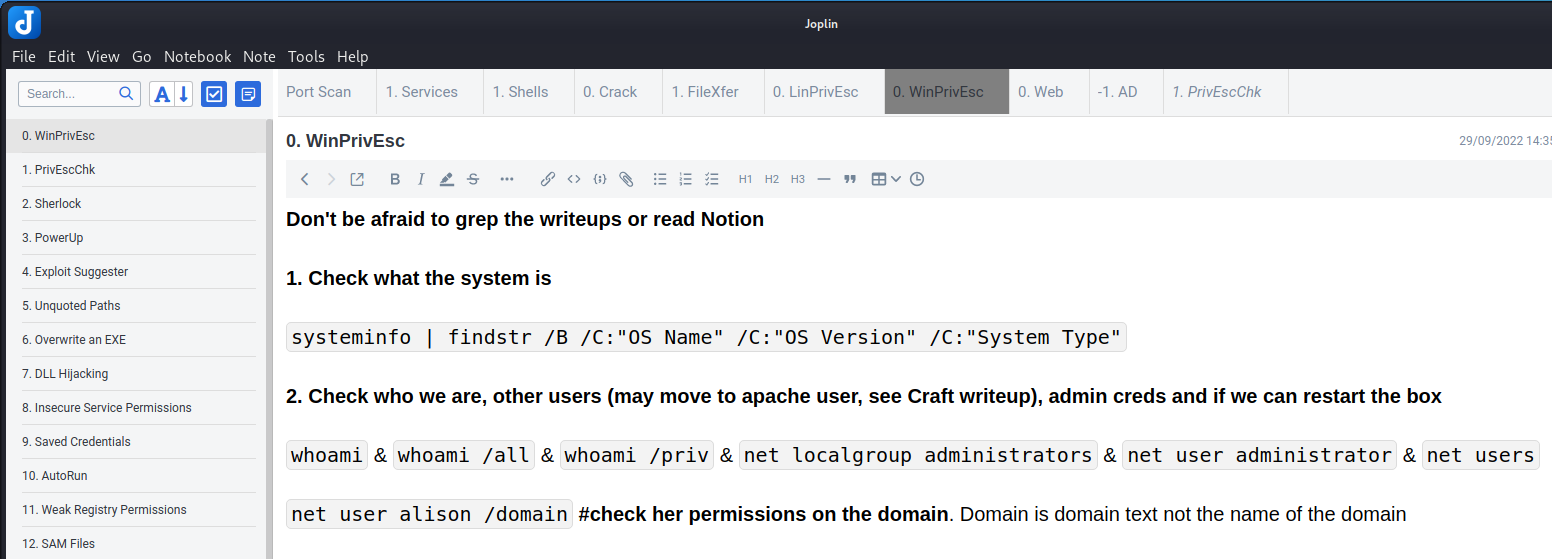 Joplin
File Edit View Go Notebook Note Tools Help
Search...
Port Scan 1. Services 1. Shells 0. Crack 1. FileXfer 0. LinPrivEsc 0. WinPrivEsc 0. Web -1. AD 1. PrivEscChk
0. WinPrivEsc
1. PrivEscChk
2. Sherlock
3. PowerUp
4. Exploit Suggester
5. Unquoted Paths
6. Overwrite an EXE
7. DLL Hijacking
8. Insecure Service Permissions
9. Saved Credentials
10. AutoRun
11. Weak Registry Permissions
12. SAM Files
0. WinPrivEsc
29/09/2022 14:35
H1 H2 H3
Don't be afraid to grep the writeups or read Notion
1. Check what the system is
systeminfo | findstr /B /C:"OS Name" /C:"OS Version" /C:"System Type"
2. Check who we are, other users (may move to apache user, see Craft writeup), admin creds and if we can restart the box
whoami & whoami /all & whoami /priv & net localgroup administrators & net user administrator & net users
net user alison /domain #check her permissions on the domain. Domain is domain text not the name of the domain